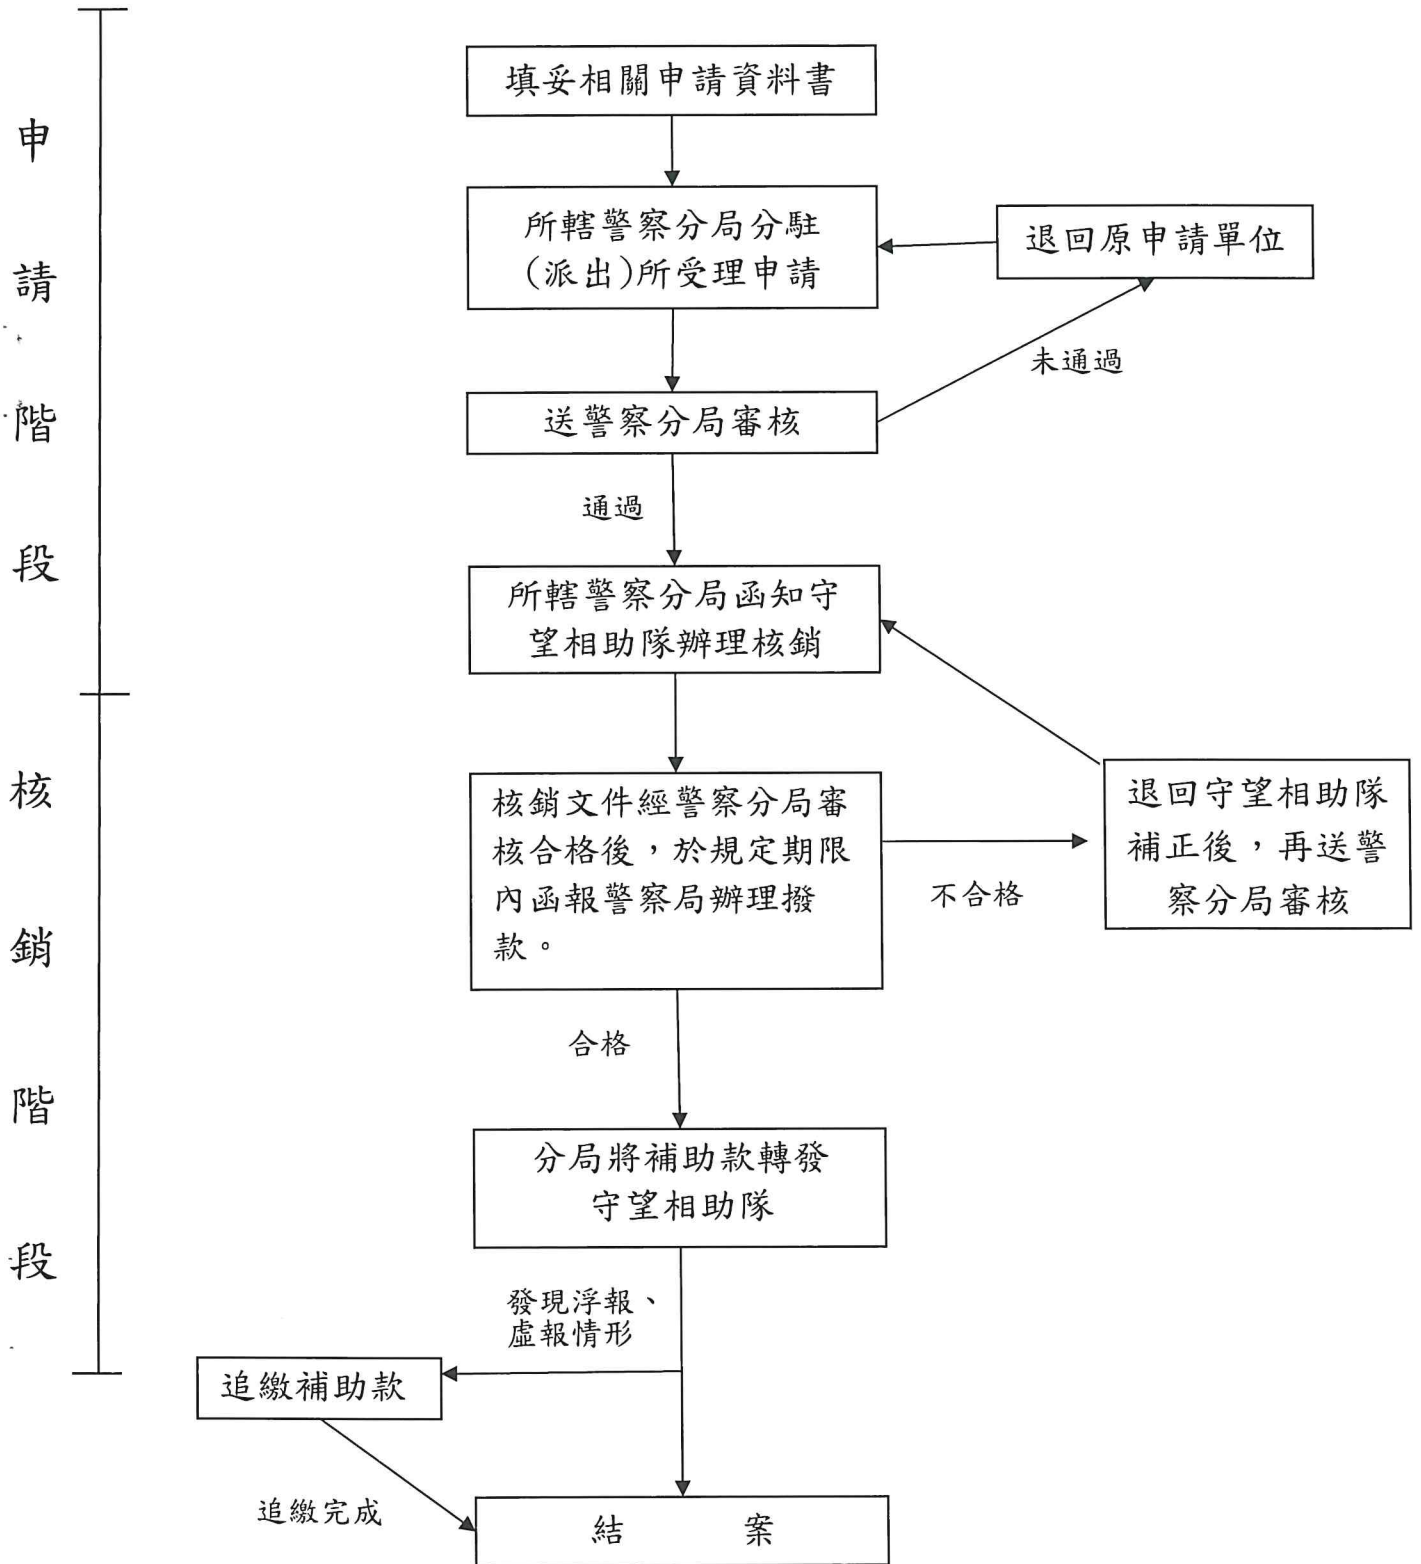 申請階段
填妥相關申請資料書
所轄警察分局分駐
(派出)所受理申請
退回原申請單位
未通過
送警察分局審核
通過
所轄警察分局函知守
望相助隊辦理核銷
核銷階段
核銷文件經警察分局審
核合格後，於規定期限
內函報警察局辦理撥
款。
不合格
退回守望相助隊
補正後，再送警
察分局審核
合格
分局將補助款轉發
守望相助隊
發現浮報、
虛報情形
追繳補助款
追繳完成
結案